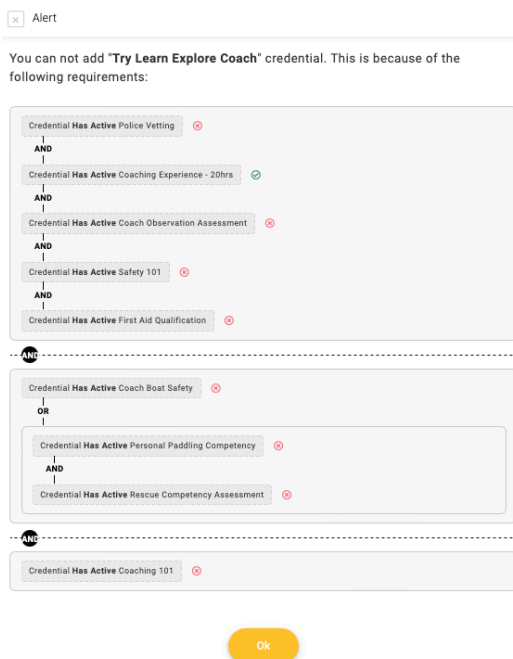 Alert
You can not add "Try Learn Explore Coach" credential. This is because of the
following requirements:
Credential Has Active Police Vetting
AND
Credential Has Active Coaching Experience - 20hrs
AND
Credential Has Active Coach Observation Assessment
AND
Credential Has Active Safety 101
AND
Credential Has Active First Aid Qualification
AND
Credential Has Active Coach Boat Safety
OR
Credential Has Active Personal Paddling Competency
AND
Credential Has Active Rescue Competency Assessment
AND
Credential Has Active Coaching 101
Ok